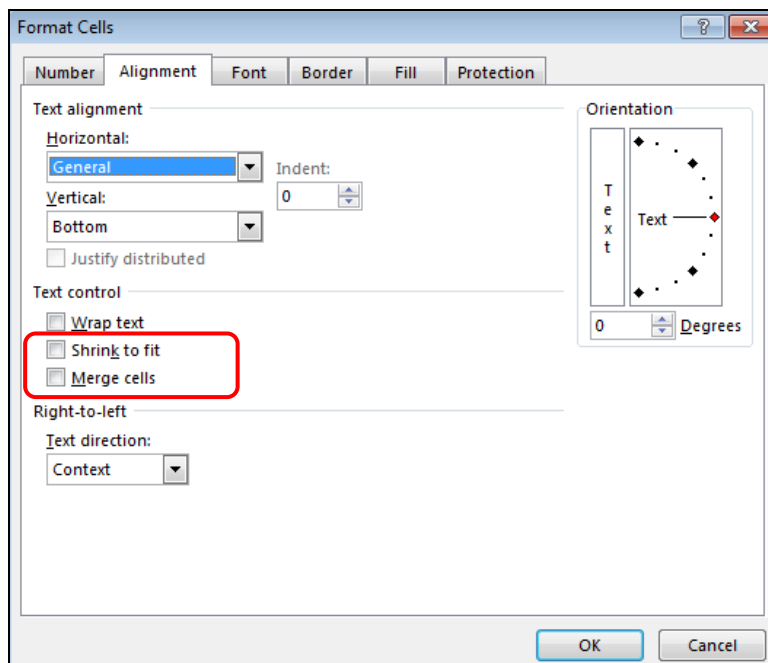 Format Cells
?
Number Alignment Font Border Fill Protection
Text alignment
Horizontal:
General
Indent:
0
Vertical:
Bottom
Justify distributed
Text control
Wrap text
Shrink to fit
Merge cells
Right-to-left
Text direction:
Context
Orientation
Text
Text
0 Degrees
OK Cancel